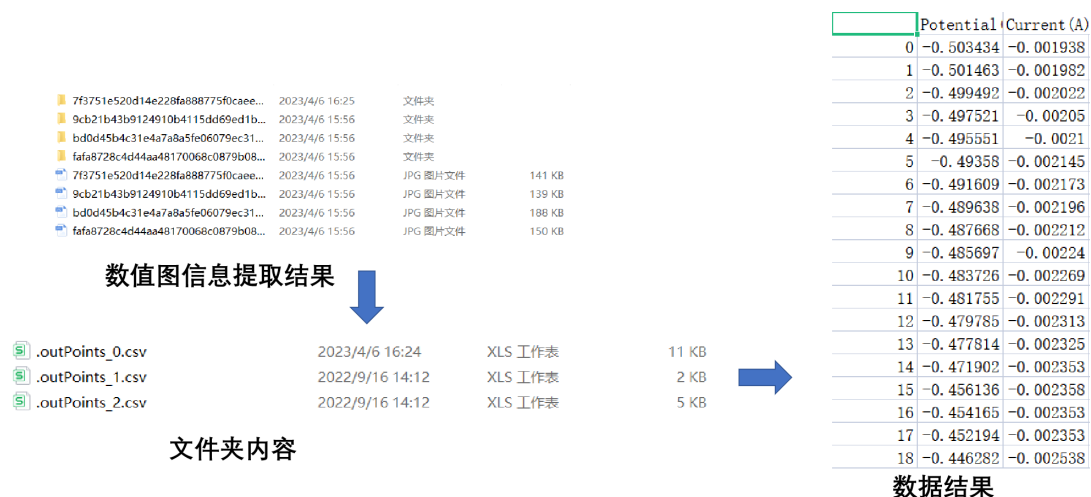 7f3751e520d14e228fa888775f0caee... 2023/4/6 16:25 文件夹
9cb21b43b9124910b4115dd69ed1b... 2023/4/6 15:56 文件夹
bd0d45b4c31e4a7a8a5fe06079ec31... 2023/4/6 15:56 文件夹
fafa8728c4d44aa48170068c0879b08... 2023/4/6 15:56 文件夹
7f3751e520d14e228fa888775f0caee... 2023/4/6 15:56 JPG 图片文件 141 KB
9cb21b43b9124910b4115dd69ed1b... 2023/4/6 15:56 JPG 图片文件 139 KB
bd0d45b4c31e4a7a8a5fe06079ec31... 2023/4/6 15:56 JPG 图片文件 188 KB
fafa8728c4d44aa48170068c0879b08... 2023/4/6 15:56 JPG 图片文件 150 KB
数值图信息提取结果
.outPoints_0.csv 2023/4/6 16:24 XLS 工作表 11 KB
.outPoints_1.csv 2022/9/16 14:12 XLS 工作表 2 KB
.outPoints_2.csv 2022/9/16 14:12 XLS 工作表 5 KB
文件夹内容
Potential( Current(A)
0 -0.503434 -0.001938
1 -0.501463 -0.001982
2 -0.499492 -0.002022
3 -0.497521 -0.00205
4 -0.495551 -0.0021
5 -0.49358 -0.002145
6 -0.491609 -0.002173
7 -0.489638 -0.002196
8 -0.487668 -0.002212
9 -0.485697 -0.00224
10 -0.483726 -0.002269
11 -0.481755 -0.002291
12 -0.479785 -0.002313
13 -0.477814 -0.002325
14 -0.471902 -0.002353
15 -0.456136 -0.002358
16 -0.454165 -0.002353
17 -0.452194 -0.002353
18 -0.446282 -0.002538
数据结果